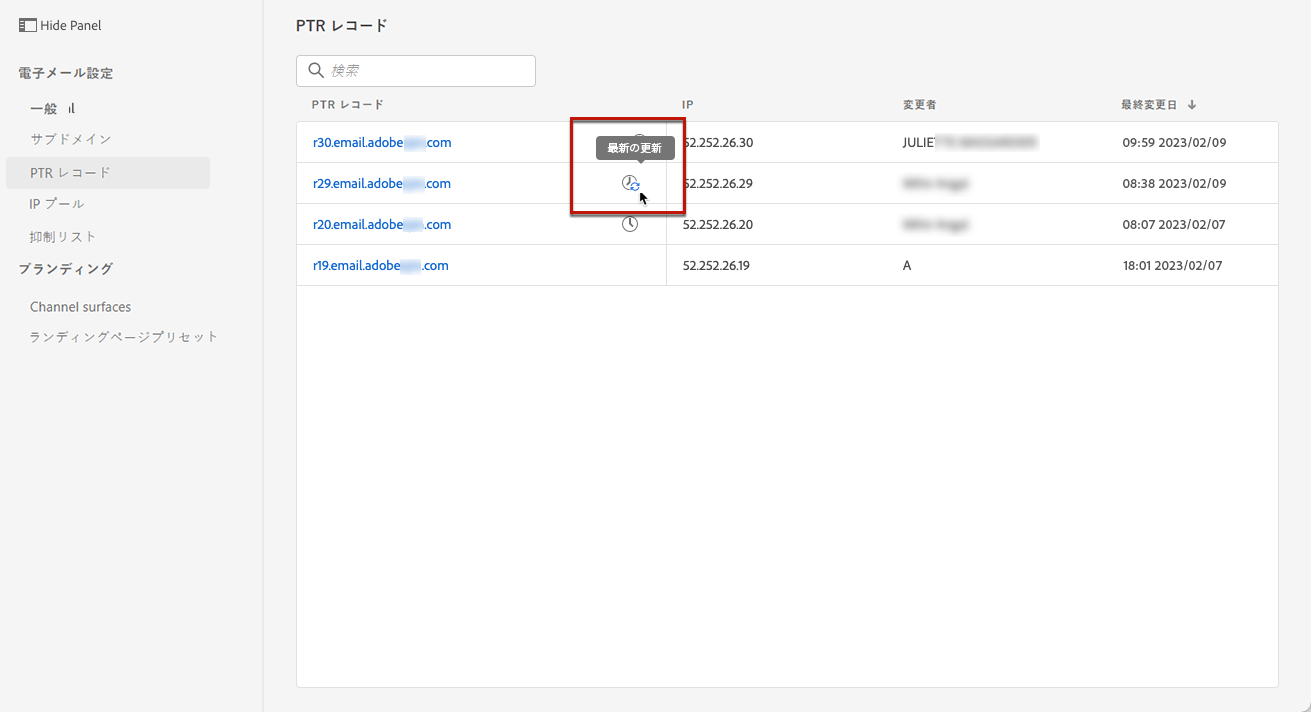 Hide Panel
電子メール設定
一般
サブドメイン
PTR レコード
IP プール
抑制リスト
ブランディング
Channel surfaces
ランディングページプリセット
PTR レコード
検索
PTR レコード IP 変更者 最終変更日
r30.email.adobe .com 52.252.26.30 JULIE 09:59 2023/02/09
最新の更新
r29.email.adobe .com 52.252.26.29 08:38 2023/02/09
r20.email.adobe .com 52.252.26.20 08:07 2023/02/07
r19.email.adobe .com 52.252.26.19 A 18:01 2023/02/07